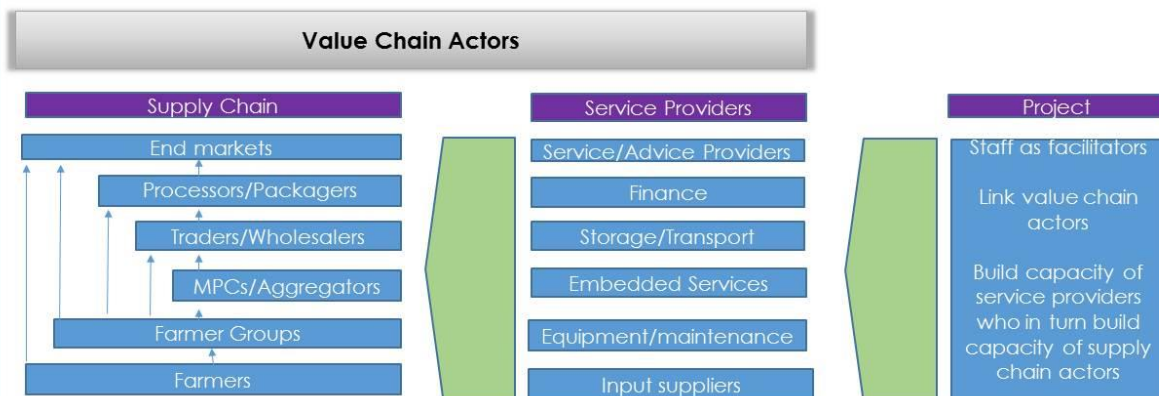 Value Chain Actors
Supply Chain
End markets
Processors/Packagers
Traders/Wholesalers
MPCs/Aggregators
Farmer Groups
Farmers
Service Providers
Service/Advice Providers
Finance
Storage/Transport
Embedded Services
Equipment/maintenance
Input suppliers
Project
Staff as facilitators
Link value chain
actors
Build capacity of
service providers
who in turn build
capacity of supply
chain actors